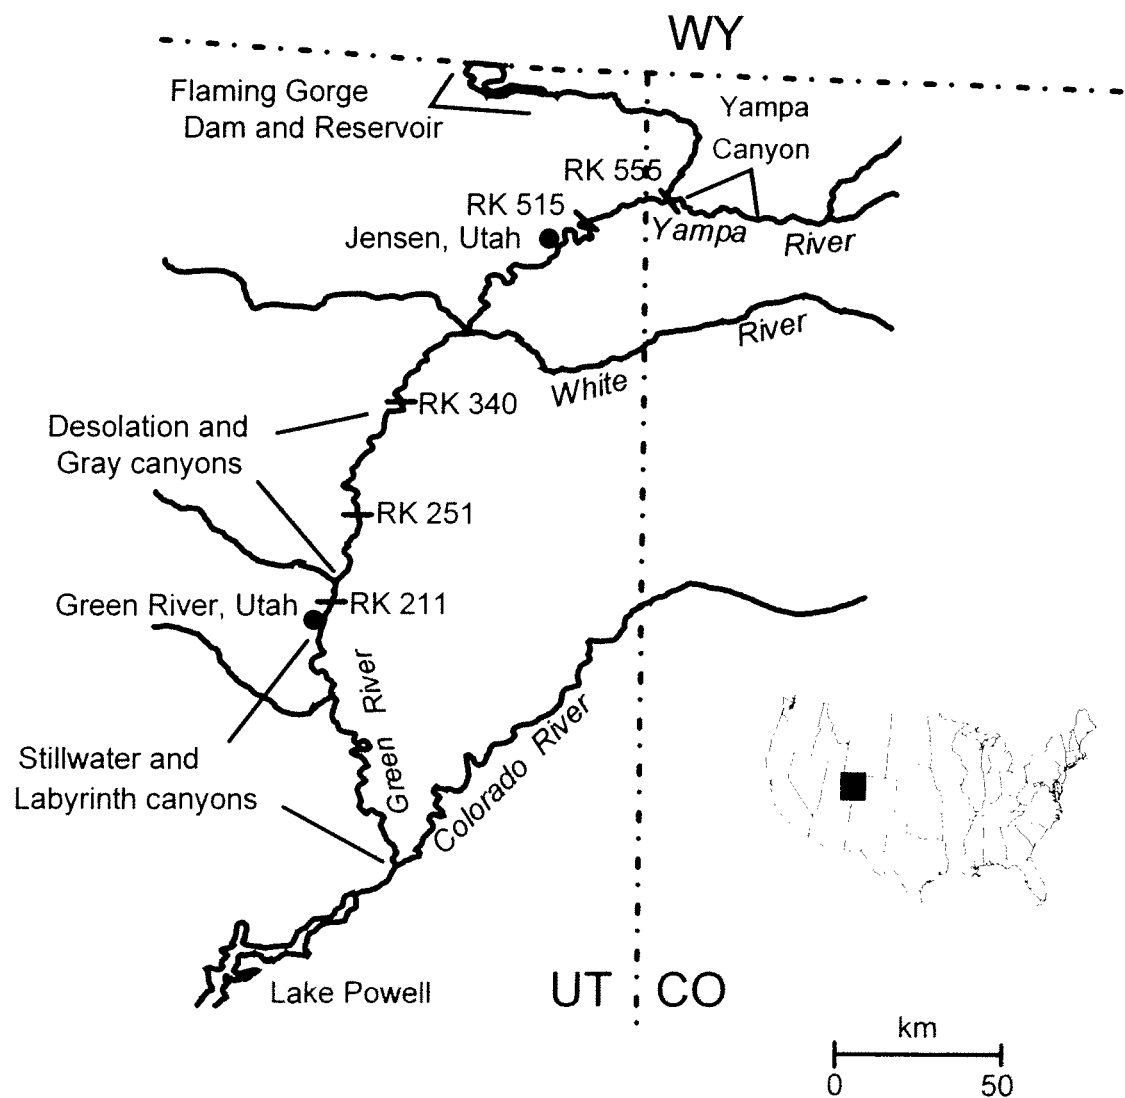 WY
Flaming Gorge
Dam and Reservoir
Yampa
Canyon
RK 555
RK 515
Jensen, Utah
Yampa
River
River
White
RK 340
Desolation and
Gray canyons
RK 251
Green River, Utah
RK 211
River
Green
Stillwater and
Labyrinth canyons
Colorado River
Lake Powell
UT
CO
km
0
50